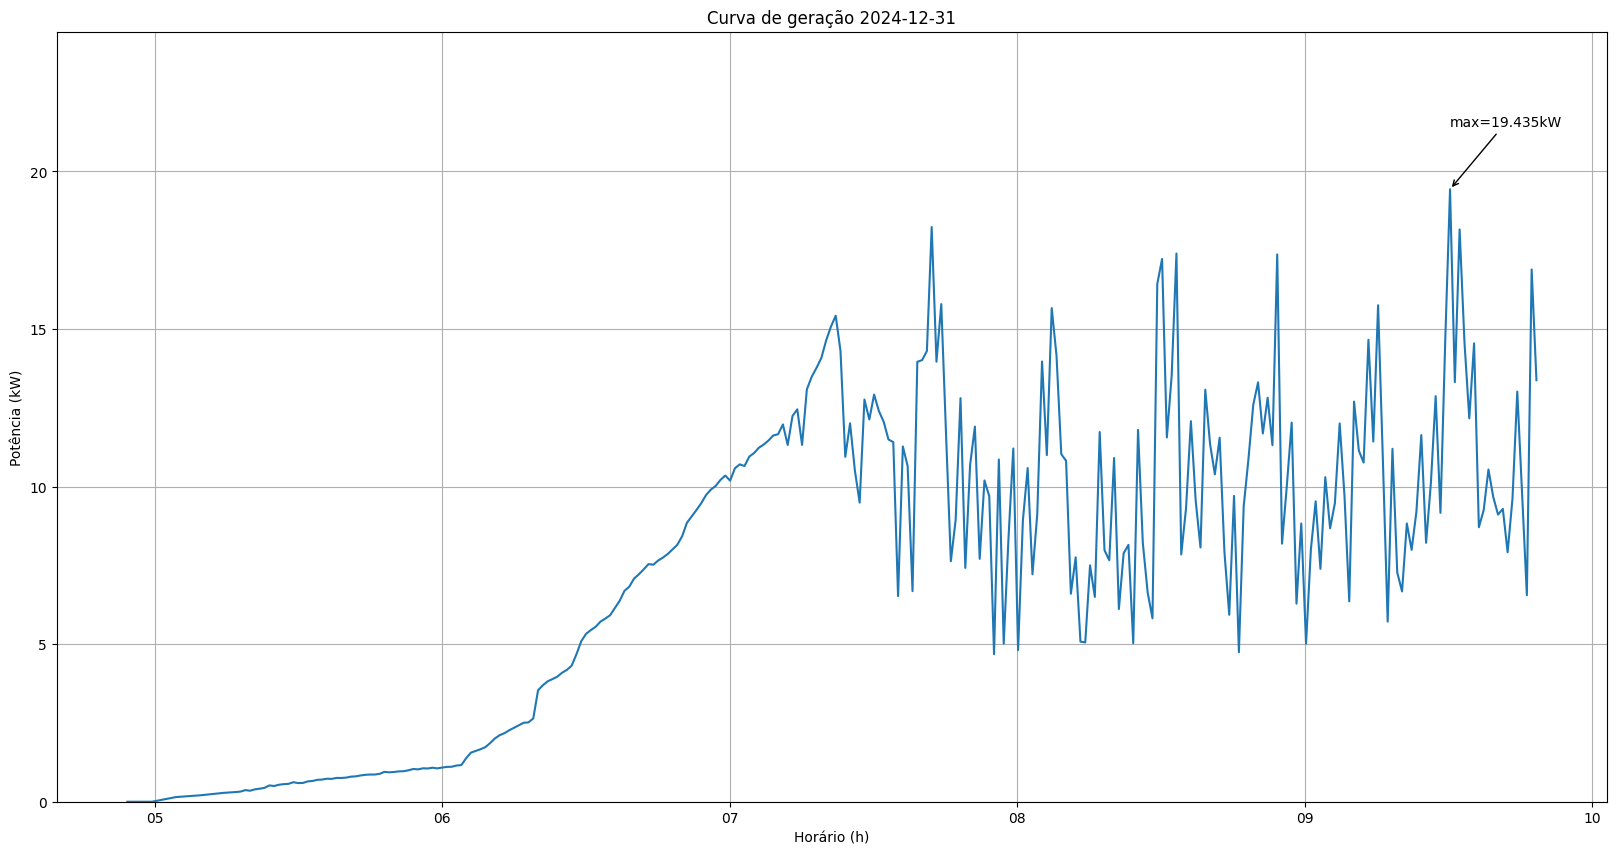 Curva de geração 2024-12-31
max=19.435kW
20
15
10
5
0
Potência (kW)
05 06 07 08 09 10
Horário (h)